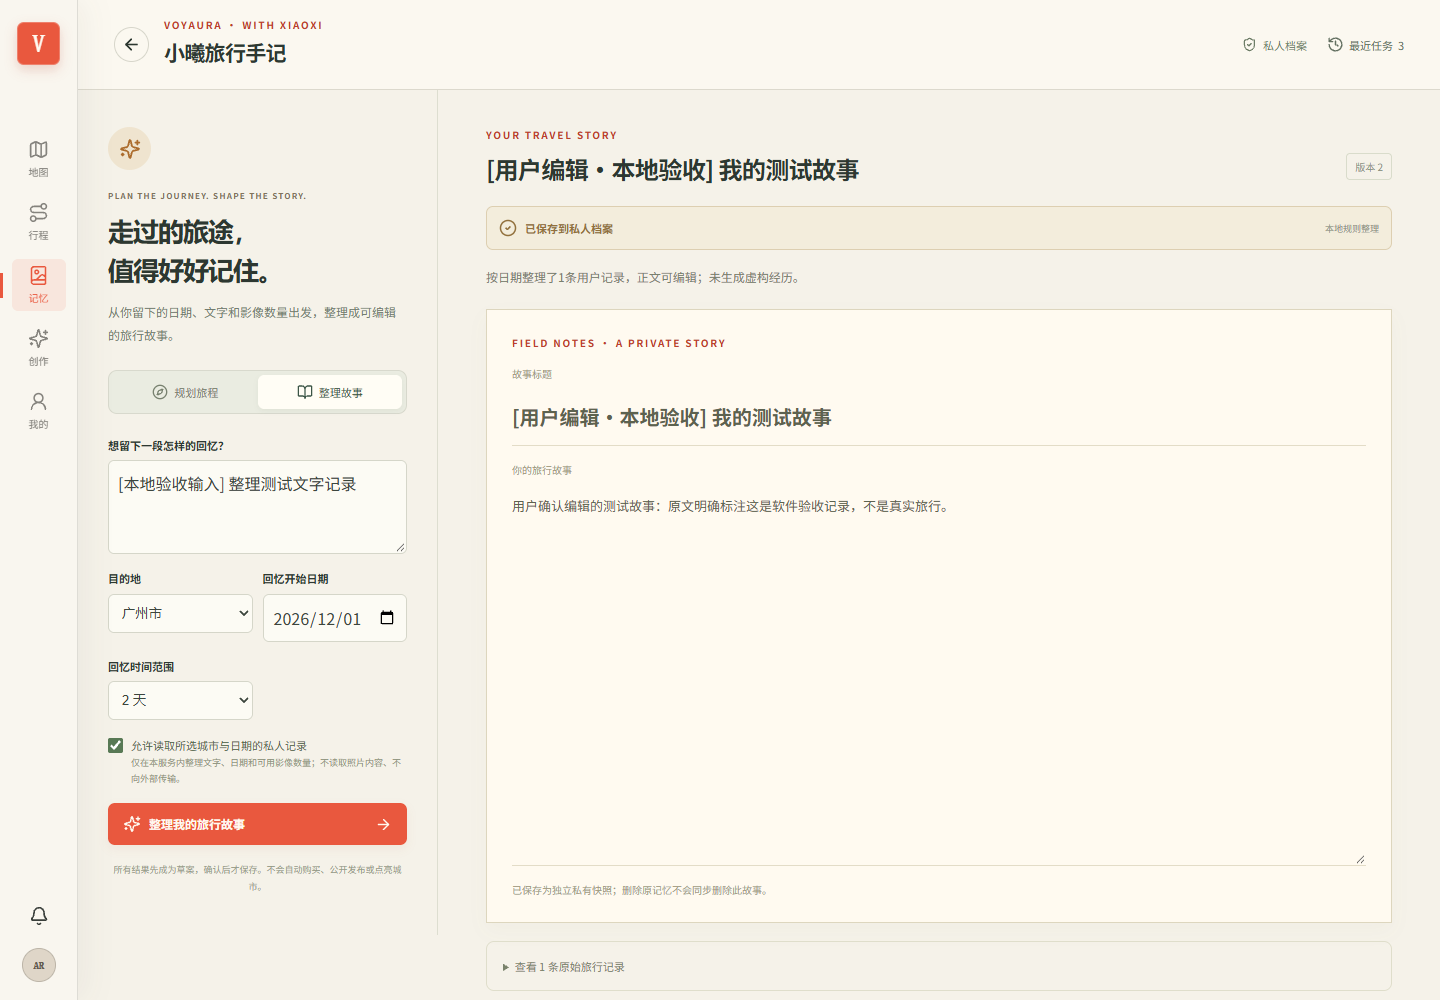 V
地图
行程
记忆
创作
我的
AR
VOYAURA • WITH XIAOXI
小曦旅行手记
私人档案
最近任务 3
PLAN THE JOURNEY. SHAPE THE STORY.
走过的旅途，
值得好好记住。
从你留下的日期、文字和影像数量出发，整理成可编辑
的旅行故事。
规划旅程
整理故事
想留下一段怎样的回忆？
[本地验收输入] 整理测试文字记录
目的地
回忆开始日期
广州市
2026/12/01
回忆时间范围
2 天
允许读取所选城市与日期的私人记录
仅在本服务内整理文字、日期和可用影像数量；不读取照片内容、不
向外部传输。
整理我的旅行故事
所有结果先成为草案，确认后才保存。不会自动购买、公开发布或点亮城
市。
YOUR TRAVEL STORY
[用户编辑・本地验收] 我的测试故事
版本 2
已保存到私人档案
本地规则整理
按日期整理了1条用户记录，正文可编辑；未生成虚构经历。
FIELD NOTES • A PRIVATE STORY
故事标题
[用户编辑・本地验收] 我的测试故事
你的旅行故事
用户确认编辑的测试故事：原文明确标注这是软件验收记录，不是真实旅行。
已保存为独立私有快照；删除原记忆不会同步删除此故事。
查看 1 条原始旅行记录